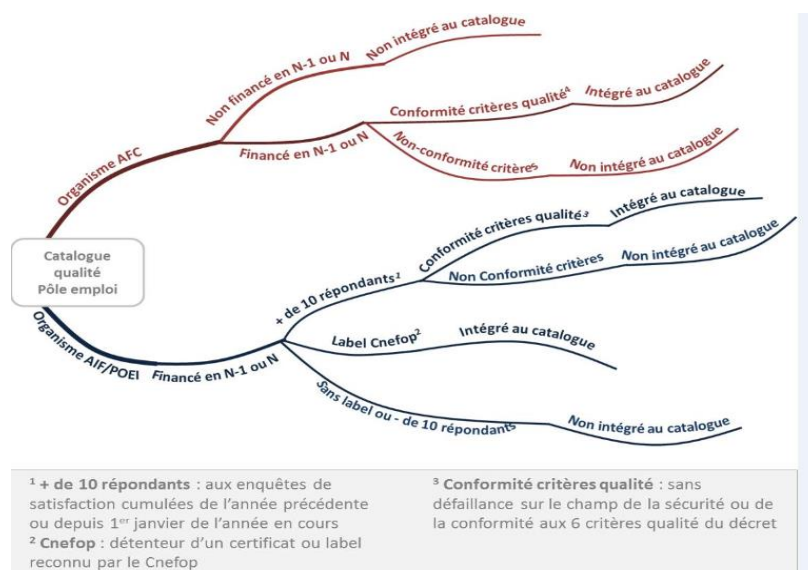 Non intégré au catalogue
Non financé en N-1 ou N
Conformité critères qualité⁴
Intégré au catalogue
Organisme AFC
Financé en N-1 ou N
Non-conformité critères
Non intégré au catalogue
Catalogue
qualité
Pôle emploi
Conformité critères qualité³
Intégré au catalogue
+ de 10 répondants¹
Non Conformité critères
Non intégré au catalogue
Organisme AIF/POEI
Financé en N-1 ou N
Label Cnefop²
Intégré au catalogue
Sans label ou - de 10 répondants
Non intégré au catalogue
¹ + de 10 répondants : aux enquêtes de
satisfaction cumulées de l'année précédente
ou depuis 1er janvier de l'année en cours
² Cnefop : détenteur d'un certificat ou label
reconnu par le Cnefop
³ Conformité critères qualité : sans
défaillance sur le champ de la sécurité ou de
la conformité aux 6 critères qualité du décret